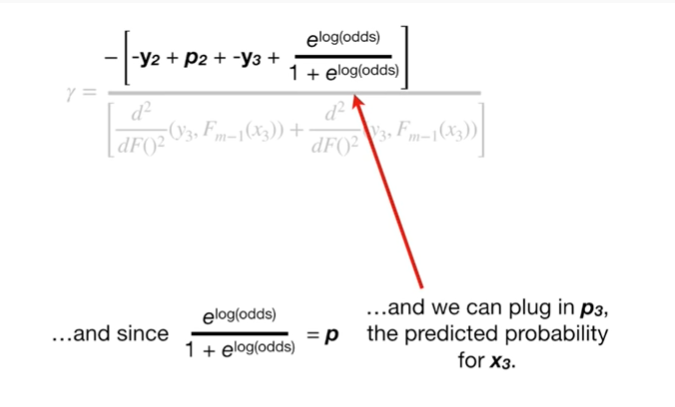 γ = −[-y2 + p2 + -y3 + e^log(odds) / 1 + e^log(odds)]
[d²/dF()² (y3, Fm−1(x3)) + d²/dF()² (y3, Fm−1(x3))]
...and since e^log(odds) / 1 + e^log(odds) = p
...and we can plug in p3,
the predicted probability
for x3.